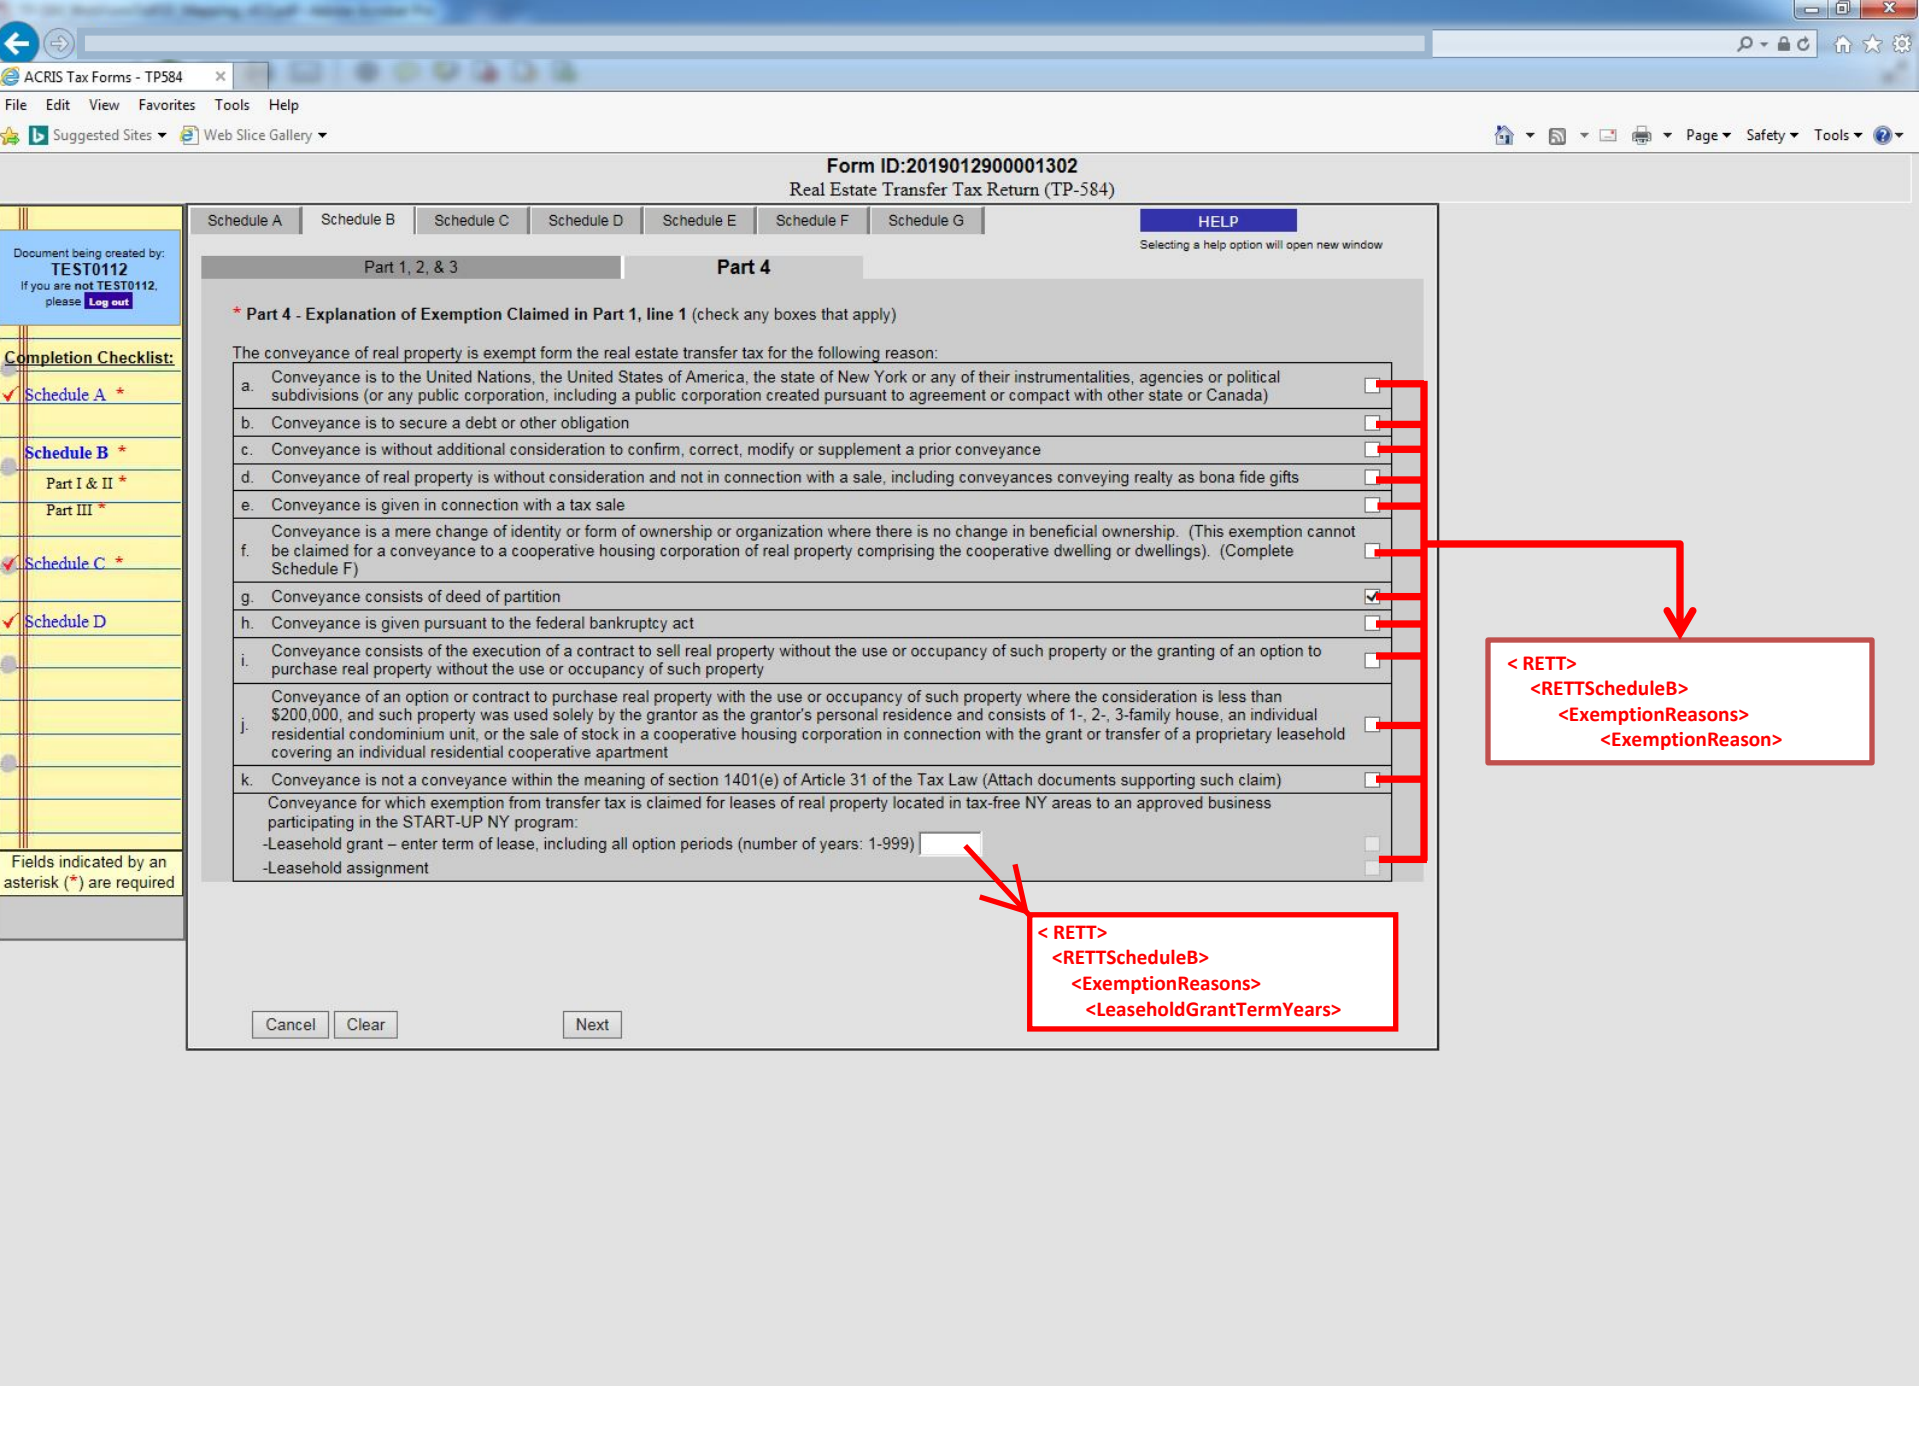 ACRIS Tax Forms - TP584
File Edit View Favorites Tools Help
Suggested Sites Web Slice Gallery
Page Safety Tools
Form ID:2019012900001302
Real Estate Transfer Tax Return (TP-584)
Document being created by:
TEST0112
If you are not TEST0112,
please Log out
Completion Checklist:
Schedule A *
Schedule B *
Part I & II *
Part III *
Schedule C *
Schedule D
Fields indicated by an
asterisk (*) are required
Schedule A Schedule B Schedule C Schedule D Schedule E Schedule F Schedule G
HELP
Selecting a help option will open new window
Part 1, 2, & 3 Part 4
* Part 4 - Explanation of Exemption Claimed in Part 1, line 1 (check any boxes that apply)
The conveyance of real property is exempt form the real estate transfer tax for the following reason:
a. Conveyance is to the United Nations, the United States of America, the state of New York or any of their instrumentalities, agencies or political
subdivisions (or any public corporation, including a public corporation created pursuant to agreement or compact with other state or Canada)
b. Conveyance is to secure a debt or other obligation
c. Conveyance is without additional consideration to confirm, correct, modify or supplement a prior conveyance
d. Conveyance of real property is without consideration and not in connection with a sale, including conveyances conveying realty as bona fide gifts
e. Conveyance is given in connection with a tax sale
Conveyance is a mere change of identity or form of ownership or organization where there is no change in beneficial ownership. (This exemption cannot
f. be claimed for a conveyance to a cooperative housing corporation of real property comprising the cooperative dwelling or dwellings). (Complete
Schedule F)
g. Conveyance consists of deed of partition
h. Conveyance is given pursuant to the federal bankruptcy act
i. Conveyance consists of the execution of a contract to sell real property without the use or occupancy of such property or the granting of an option to
purchase real property without the use or occupancy of such property
Conveyance of an option or contract to purchase real property with the use or occupancy of such property where the consideration is less than
j. $200,000, and such property was used solely by the grantor as the grantor's personal residence and consists of 1-, 2-, 3-family house, an individual
residential condominium unit, or the sale of stock in a cooperative housing corporation in connection with the grant or transfer of a proprietary leasehold
covering an individual residential cooperative apartment
k. Conveyance is not a conveyance within the meaning of section 1401(e) of Article 31 of the Tax Law (Attach documents supporting such claim)
Conveyance for which exemption from transfer tax is claimed for leases of real property located in tax-free NY areas to an approved business
participating in the START-UP NY program:
-Leasehold grant – enter term of lease, including all option periods (number of years: 1-999)
-Leasehold assignment
Cancel Clear Next
< RETT>
<RETTScheduleB>
<ExemptionReasons>
<LeaseholdGrantTermYears>
< RETT>
<RETTScheduleB>
<ExemptionReasons>
<ExemptionReason>